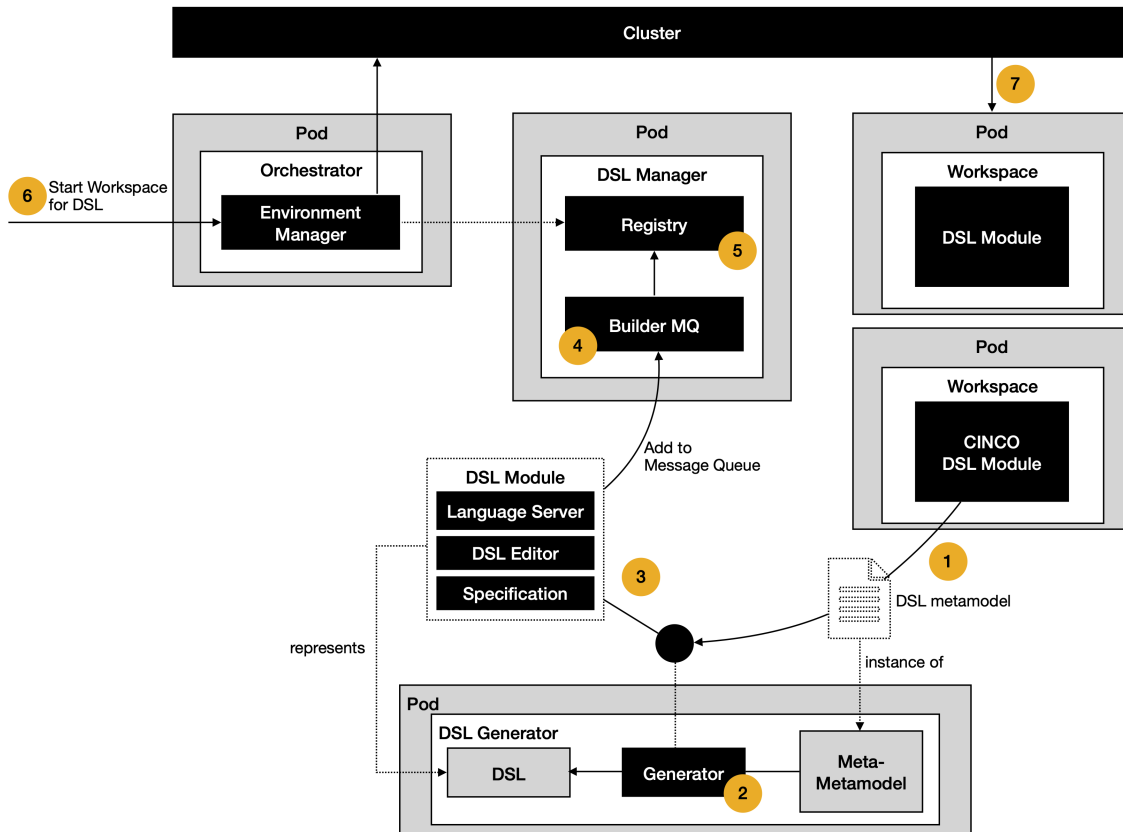 Cluster
7
Pod
Orchestrator
Environment
Manager
6
Start Workspace
for DSL
Pod
DSL Manager
Registry
5
Builder MQ
4
Pod
Workspace
DSL Module
Pod
Workspace
CINCO
DSL Module
Add to
Message Queue
DSL Module
Language Server
DSL Editor
Specification
3
1
DSL metamodel
represents
instance of
Pod
DSL Generator
DSL
Generator
2
Meta-
Metamodel